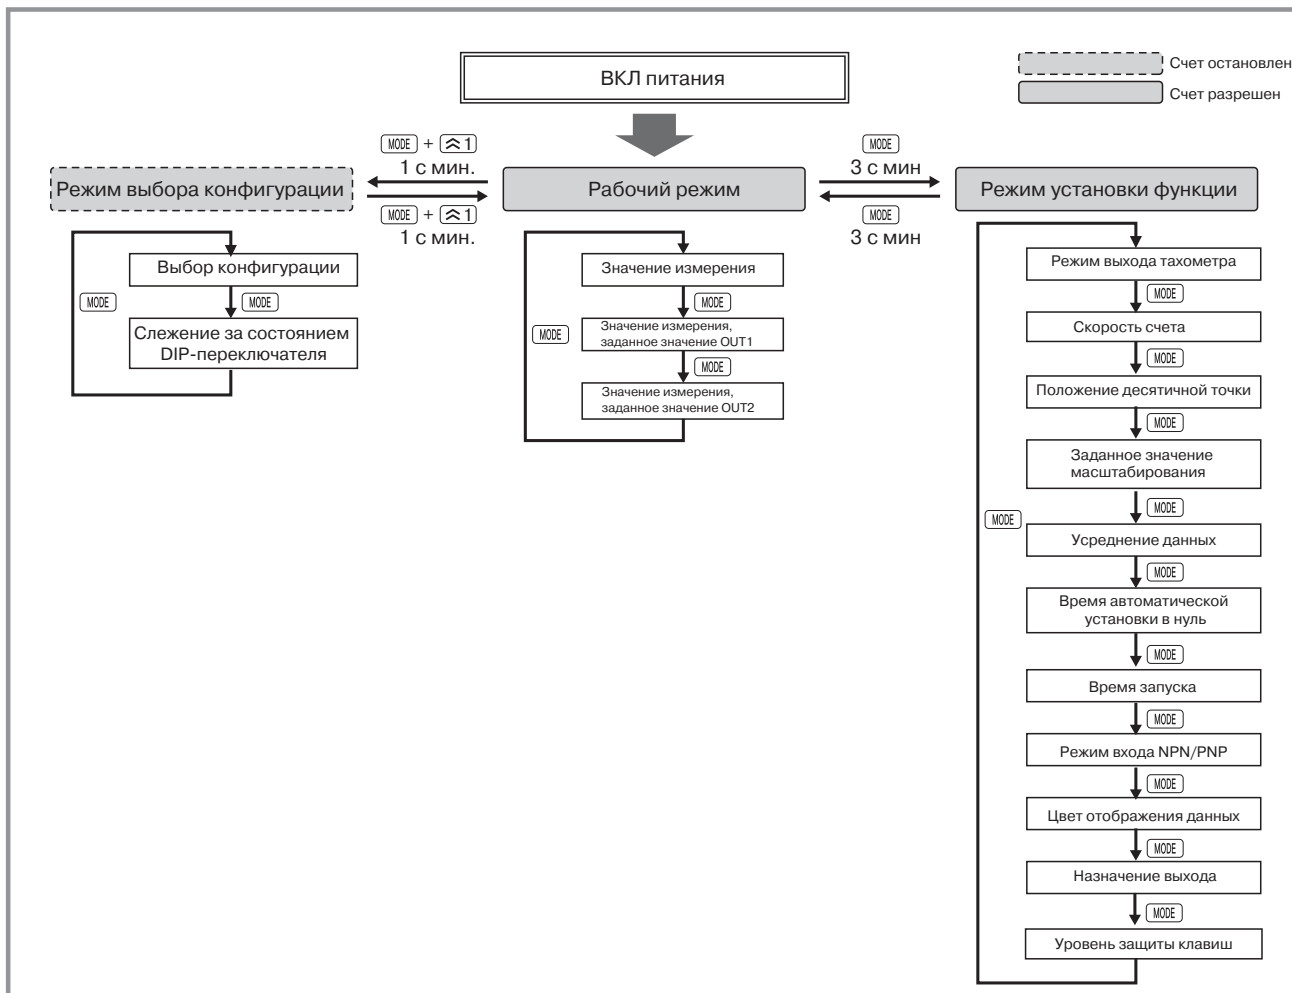 ВКЛ питания
Счет остановлен
Счет разрешен
MODE + 1
1 с мин.
MODE
3 с мин
Режим выбора конфигурации
Рабочий режим
Режим установки функции
MODE + 1
1 с мин.
MODE
3 с мин
Выбор конфигурации
MODE
MODE
Слежение за состоянием
DIP-переключателя
Значение измерения
MODE
MODE
Значение измерения,
заданное значение OUT1
MODE
Значение измерения,
заданное значение OUT2
Режим выхода тахометра
MODE
Скорость счета
MODE
Положение десятичной точки
MODE
Заданное значение
масштабирования
MODE
MODE
Усреднение данных
MODE
Время автоматической
установки в нуль
MODE
Время запуска
MODE
Режим входа NPN/PNP
MODE
Цвет отображения данных
MODE
Назначение выхода
MODE
Уровень защиты клавиш